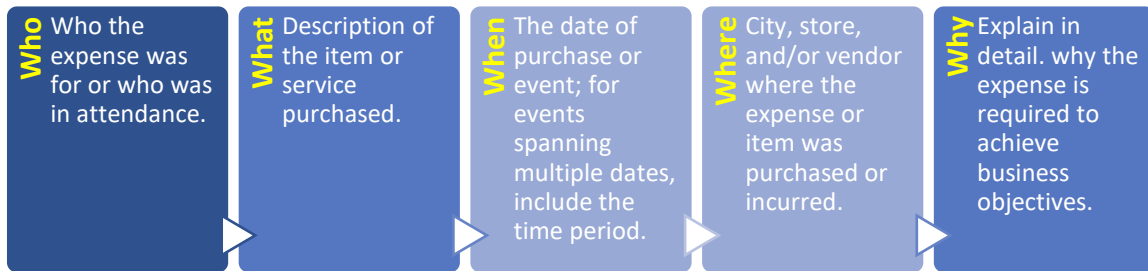 Who
Who the
expense was
for or who was
in attendance.
What
Description of
the item or
service
purchased.
When
The date of
purchase or
event; for
events
spanning
multiple dates,
include the
time period.
Where
City, store,
and/or vendor
where the
expense or
item was
purchased or
incurred.
Why
Explain in
detail. why the
expense is
required to
achieve
business
objectives.